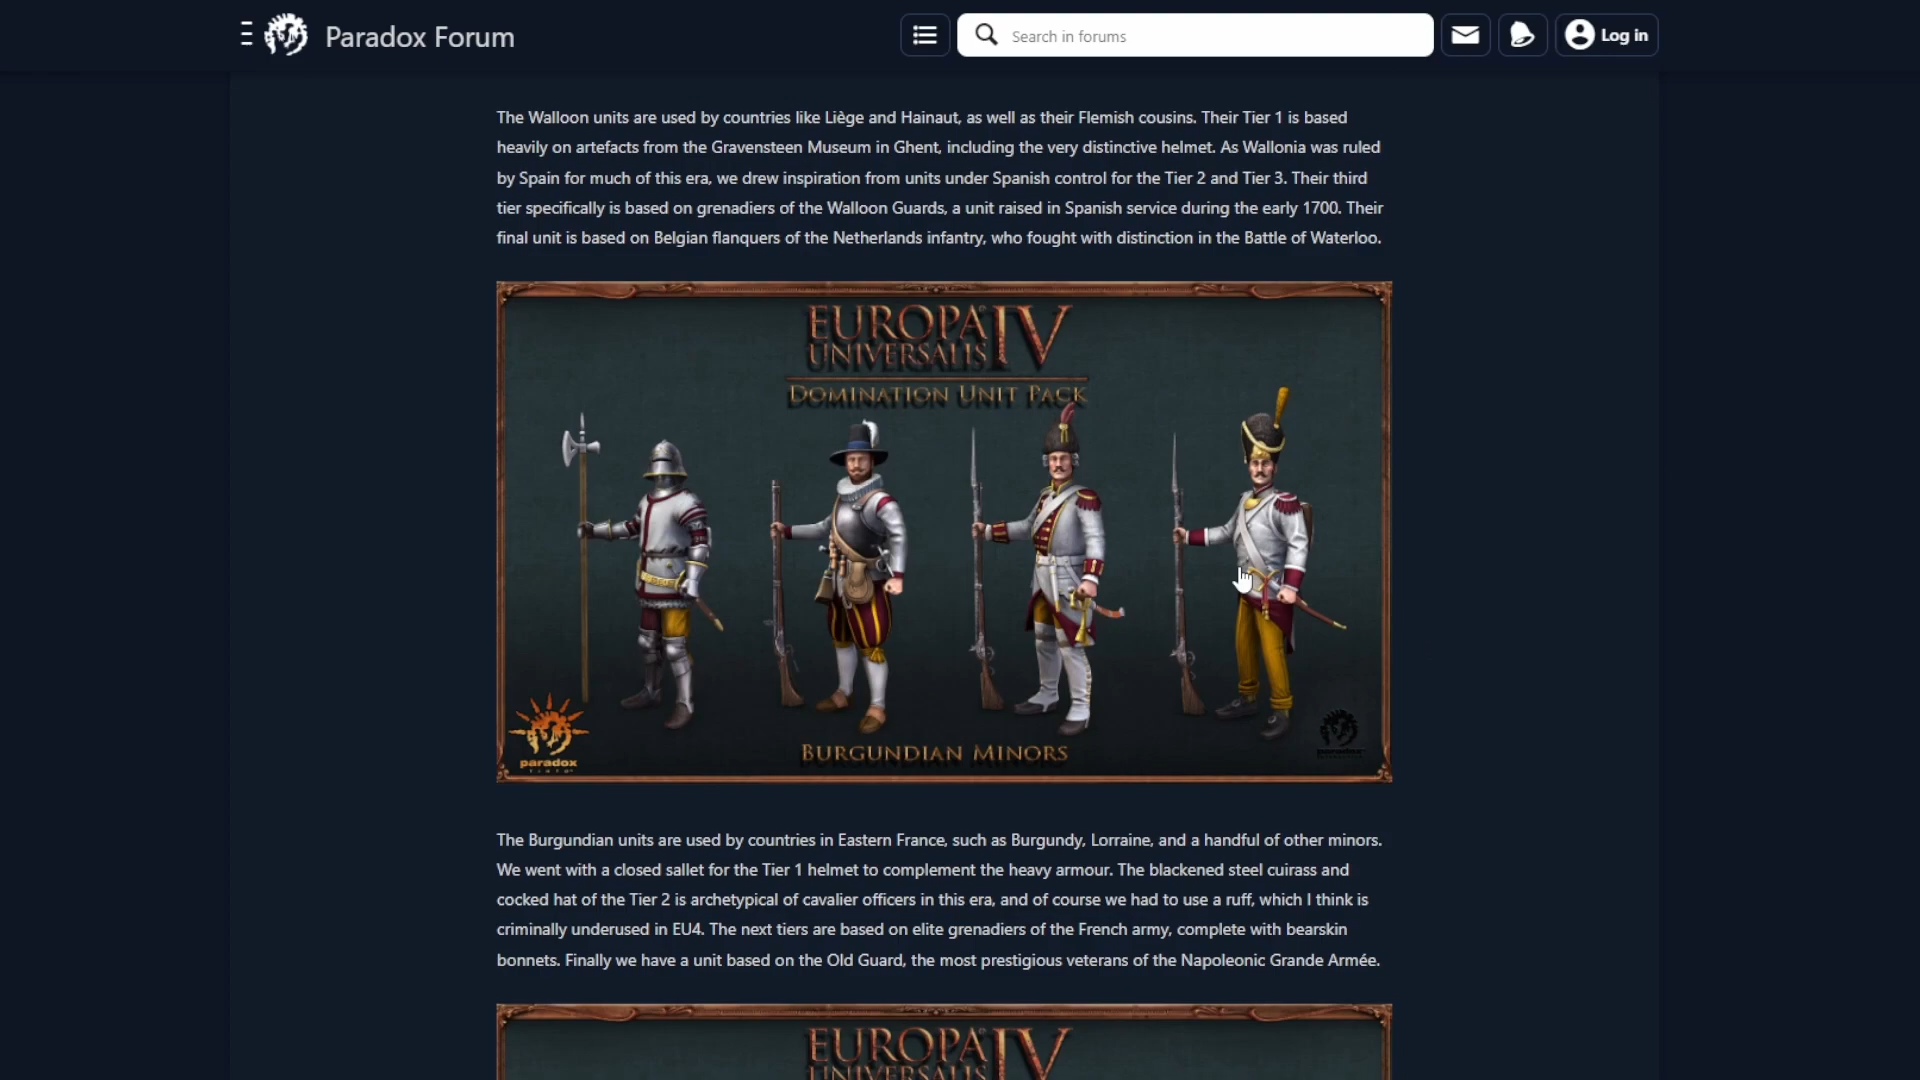 Paradox Forum
Search in forums
Log in
The Walloon units are used by countries like Liège and Hainaut, as well as their Flemish cousins. Their Tier 1 is based
heavily on artefacts from the Gravensteen Museum in Ghent, including the very distinctive helmet. As Wallonia was ruled
by Spain for much of this era, we drew inspiration from units under Spanish control for the Tier 2 and Tier 3. Their third
tier specifically is based on grenadiers of the Walloon Guards, a unit raised in Spanish service during the early 1700. Their
final unit is based on Belgian flanquers of the Netherlands infantry, who fought with distinction in the Battle of Waterloo.
EUROPA
UNIVERSALIS IV
DOMINATION UNIT PACK
paradox
paradox
BURGUNDIAN MINORS
The Burgundian units are used by countries in Eastern France, such as Burgundy, Lorraine, and a handful of other minors.
We went with a closed sallet for the Tier 1 helmet to complement the heavy armour. The blackened steel cuirass and
cocked hat of the Tier 2 is archetypical of cavalier officers in this era, and of course we had to use a ruff, which I think is
criminally underused in EU4. The next tiers are based on elite grenadiers of the French army, complete with bearskin
bonnets. Finally we have a unit based on the Old Guard, the most prestigious veterans of the Napoleonic Grande Armée.
EUROPA
UNIVERSALIS IV